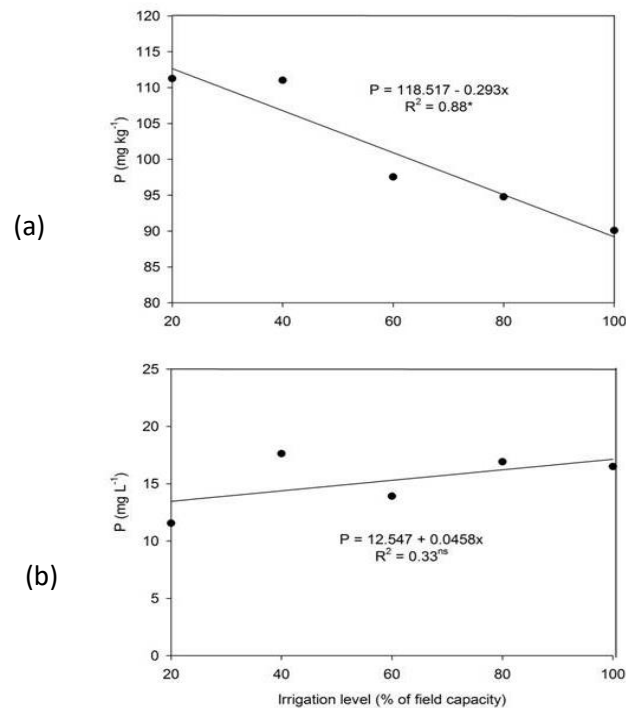 120
115
110
105
100
95
90
85
80
P (mg kg⁻¹)
P = 118.517 - 0.293x
R² = 0.88*
(a)
20 40 60 80 100
25
20
15
10
5
0
P (mg L⁻¹)
P = 12.547 + 0.0458x
R² = 0.33ⁿˢ
(b)
20 40 60 80 100
Irrigation level (% of field capacity)